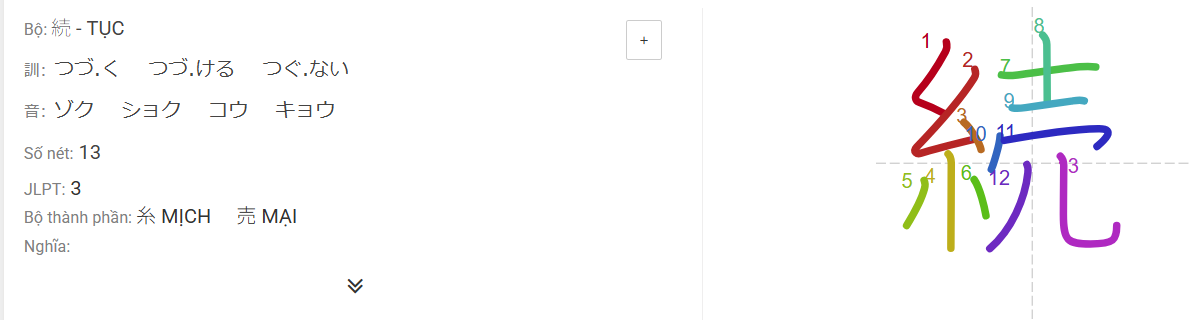 Bộ: 続 - TỤC
訓: つづ.く つづ.ける つぐ.ない
音: ゾク ショク コウ キョウ
Số nét: 13
JLPT: 3
Bộ thành phần: 糸 MỊCH 売 MẠI
Nghĩa:
+
続
1 2 3 4 5 6 7 8 9 10 11 12 3